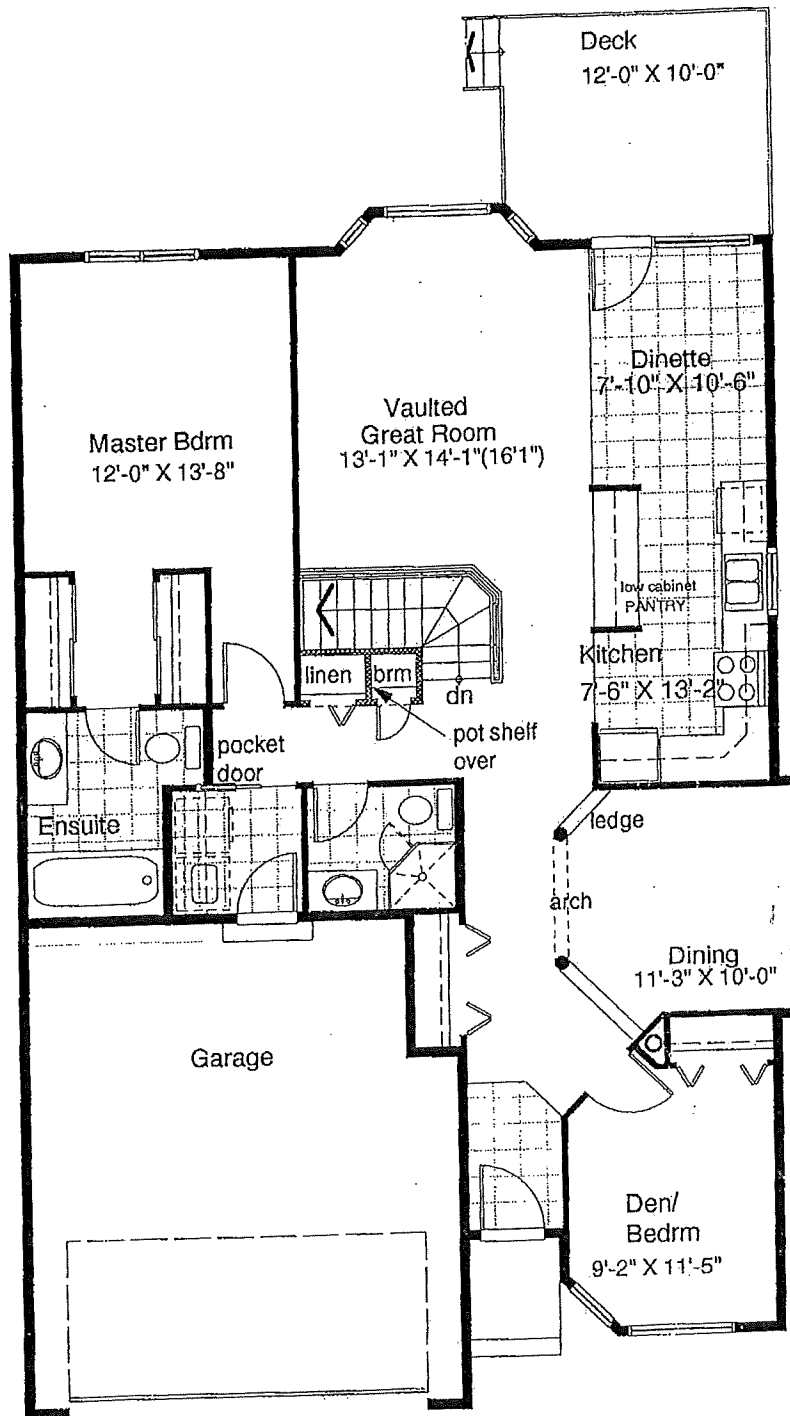 Deck
12'-0" X 10'-0"
Dinette
7'-10" X 10'-6"
Vaulted
Great Room
13'-1" X 14'-1"(16'1")
Master Bdrm
12'-0" X 13'-8"
low cabinet
PANTRY
Kitchen
7'-6" X 13'-2"
linen
brm
dn
pot shelf
over
pocket
door
Ensuite
ledge
arch
Dining
11'-3" X 10'-0"
Garage
Den/
Bedrm
9'-2" X 11'-5"